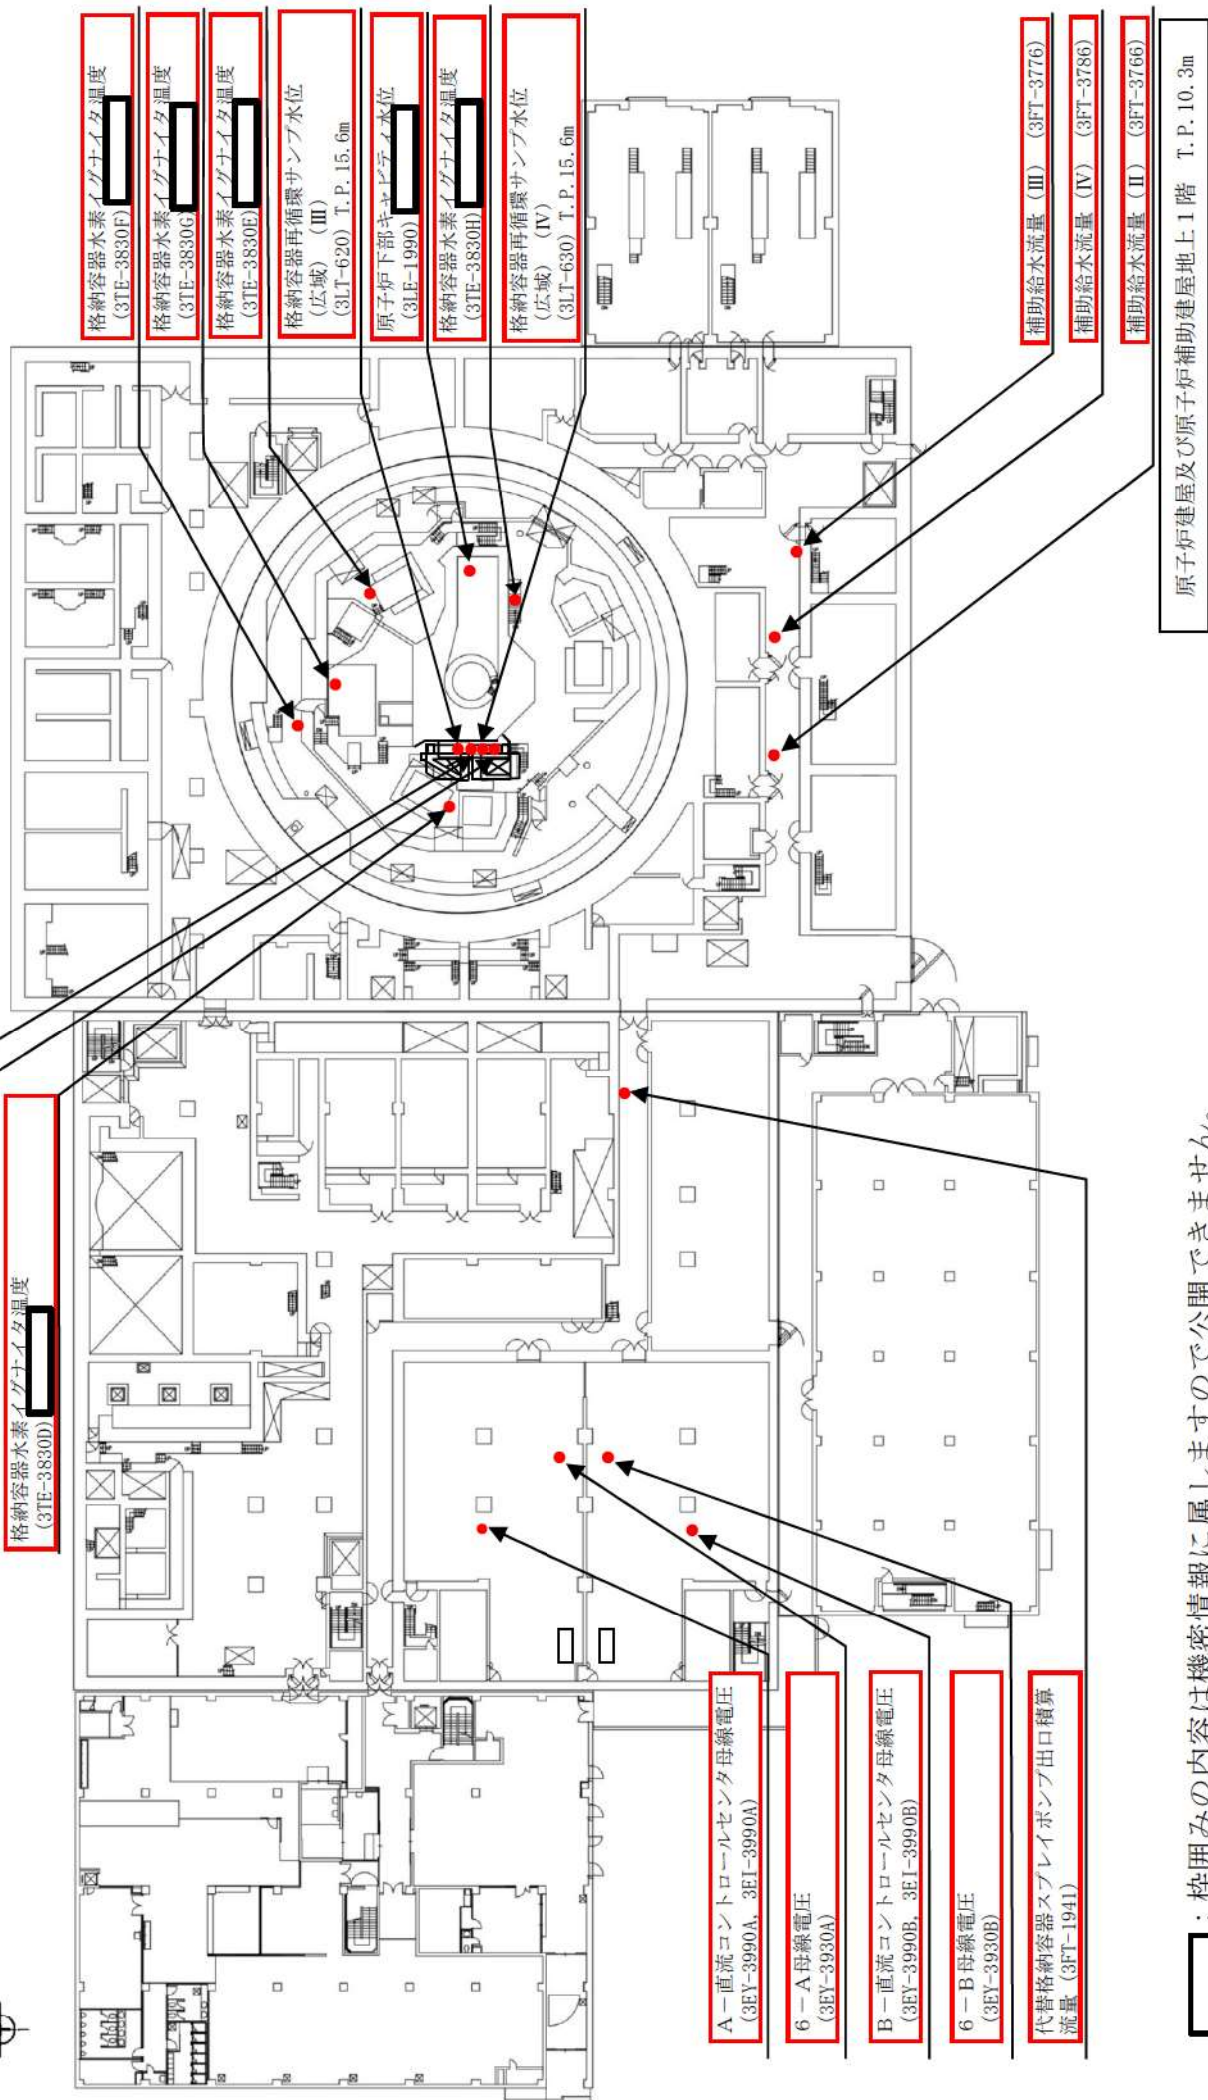 格納容器水素イグナイタ温度
(3TE-3830D)
格納容器水素イグナイタ温度
(3TE-3830F)
格納容器水素イグナイタ温度
(3TE-3830G)
格納容器水素イグナイタ温度
(3TE-3830E)
格納容器再循環サンプ水位
(広域) (Ⅲ)
(3LT-620) T.P.15.6m
原子炉下部キャビティ水位
(3LE-1990)
格納容器水素イグナイタ温度
(3TE-3830H)
格納容器再循環サンプ水位
(広域) (Ⅳ)
(3LT-630) T.P.15.6m
A－直流コントロールセンタ母線電圧
(3EY-3990A, 3EI-3990A)
6－A母線電圧
(3EY-3930A)
B－直流コントロールセンタ母線電圧
(3EY-3990B, 3EI-3990B)
6－B母線電圧
(3EY-3930B)
代替格納容器スプレイポンプ出口積算
流量 (3FT-1941)
補助給水流量 (Ⅲ) (3FT-3776)
補助給水流量 (Ⅳ) (3FT-3786)
補助給水流量 (Ⅱ) (3FT-3766)
原子炉建屋及び原子炉補助建屋地上1階 T.P.10.3m
：枠囲みの内容は機密情報に属しますので公開できません。